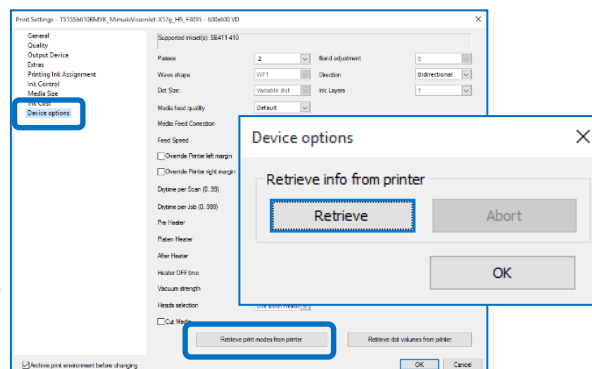 Print Settings - TS55Sb610BMYK_MimakiVisionJet-X37g_HS_F3095 - 600x600 VD
General
Quality
Output Device
Extras
Printing Ink Assignment
Ink Control
Media Size
Ink Cost
Device options
Supported inkset(s): SB411-410
Passes 2 Band adjustment 0
Wave shape WF1 Direction Bidirectional
Dot Size: Variable dot Ink Layers 1
Media feed quality Default
Media Feed Correction
Feed Speed
Override Printer left margin
Override Printer right margin
Drytime per Scan (0..99)
Drytime per Job (0..999)
Pre Heater
Platen Heater
After Heater
Heater OFF time
Vacuum strength
Heads selection
Cut Media
Retrieve print modes from printer Retrieve dot volumes from printer
Archive print environment before changing OK Cancel
Device options
Retrieve info from printer
Retrieve Abort
OK